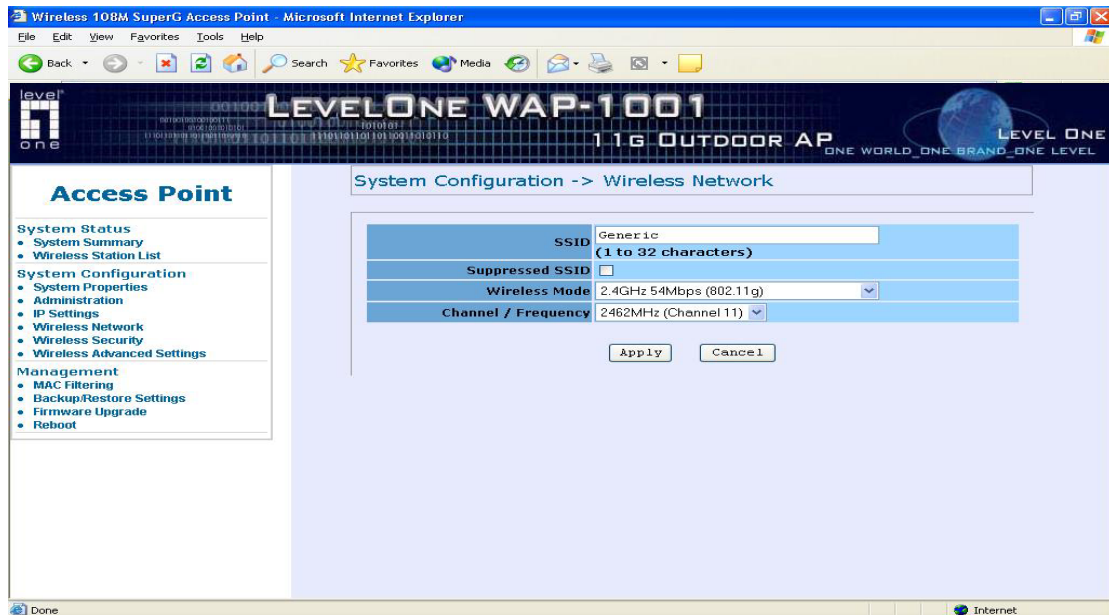 Wireless 108M SuperG Access Point - Microsoft Internet Explorer
File Edit View Favorites Tools Help
Back Search Favorites Media
level one
LEVELONE WAP-1001
11G OUTDOOR AP
LEVEL ONE
ONE WORLD_ONE BRAND_ONE LEVEL
Access Point
System Status
System Summary
Wireless Station List
System Configuration
System Properties
Administration
IP Settings
Wireless Network
Wireless Security
Wireless Advanced Settings
Management
MAC Filtering
Backup/Restore Settings
Firmware Upgrade
Reboot
System Configuration -> Wireless Network
SSID Generic
(1 to 32 characters)
Suppressed SSID
Wireless Mode 2.4GHz 54Mbps (802.11g)
Channel / Frequency 2462MHz (Channel 11)
Apply Cancel
Done Internet